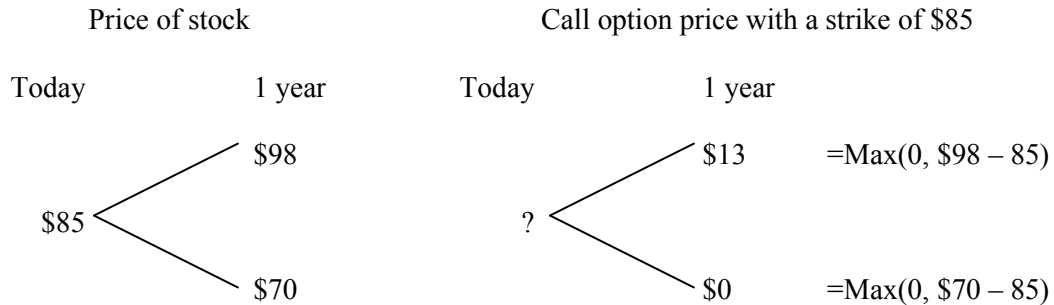 Price of stock Call option price with a strike of $85
Today 1 year Today 1 year
$98 $13 =Max(0, $98 – 85)
$85 ?
$70 $0 =Max(0, $70 – 85)